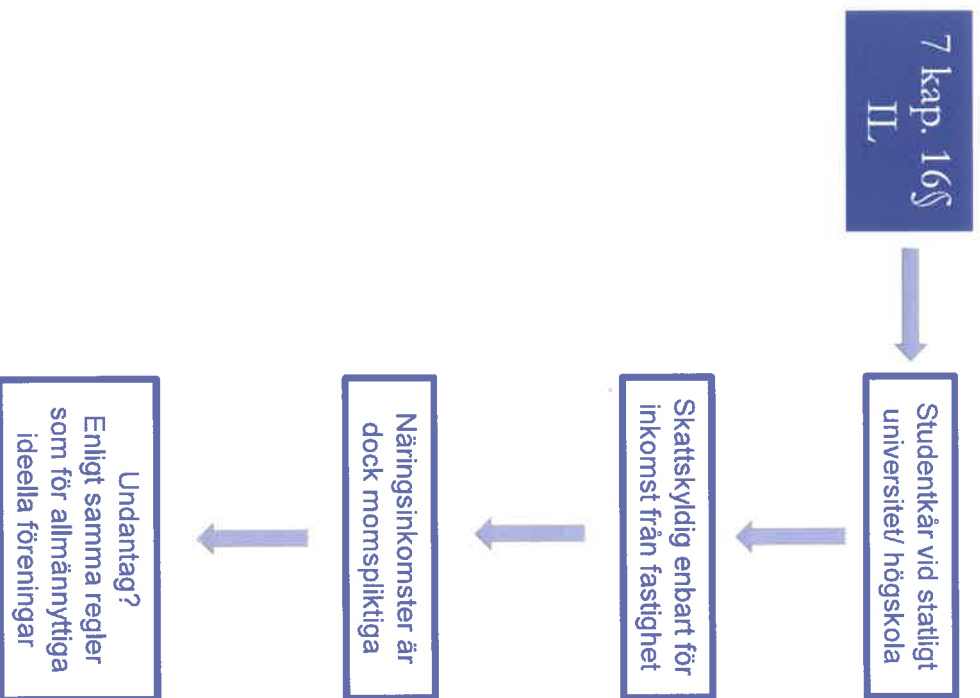 7 kap. 16§
IL
Studentkår vid statligt
universitet/ högskola
Skattskyldig enbart för
inkomst från fastighet
Näringsinkomster är
dock momspliktiga
Undantag?
Enligt samma regler
som för allmännyttiga
ideella föreningar